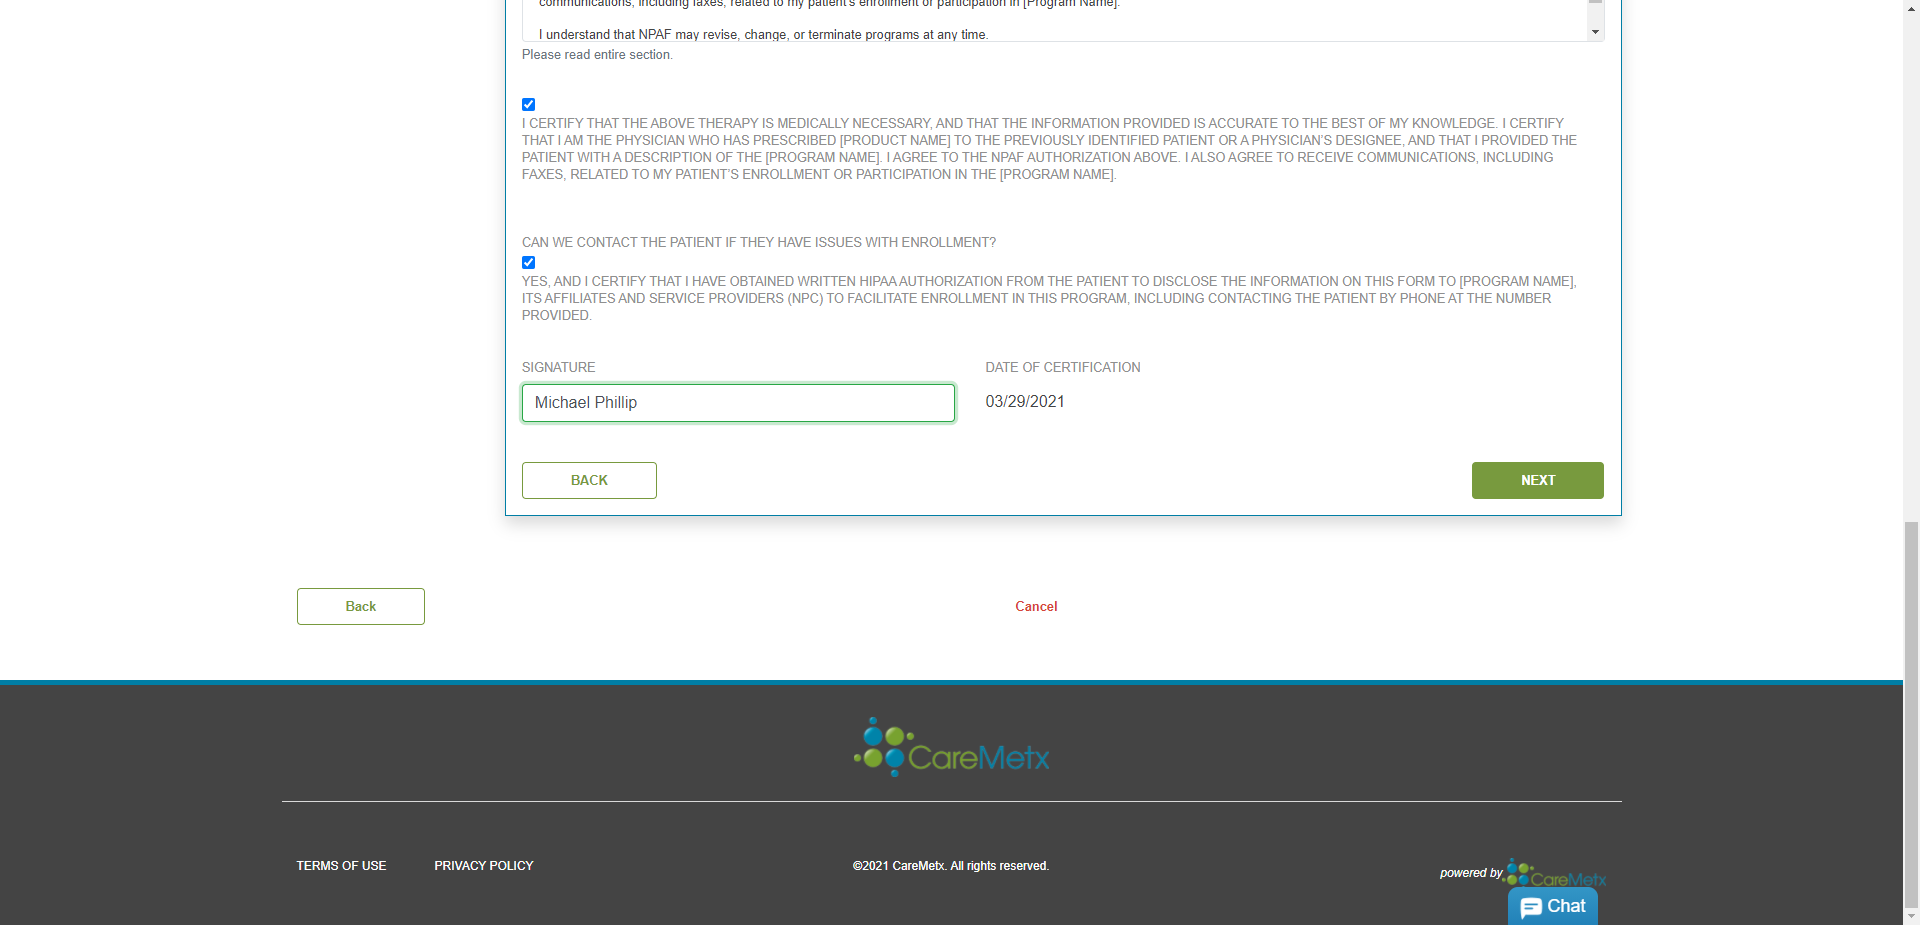 communications, including faxes, related to my patient's enrollment or participation in [Program Name].
I understand that NPAF may revise, change, or terminate programs at any time.
Please read entire section.
I CERTIFY THAT THE ABOVE THERAPY IS MEDICALLY NECESSARY, AND THAT THE INFORMATION PROVIDED IS ACCURATE TO THE BEST OF MY KNOWLEDGE. I CERTIFY
THAT I AM THE PHYSICIAN WHO HAS PRESCRIBED [PRODUCT NAME] TO THE PREVIOUSLY IDENTIFIED PATIENT OR A PHYSICIAN'S DESIGNEE, AND THAT I PROVIDED THE
PATIENT WITH A DESCRIPTION OF THE [PROGRAM NAME]. I AGREE TO THE NPAF AUTHORIZATION ABOVE. I ALSO AGREE TO RECEIVE COMMUNICATIONS, INCLUDING
FAXES, RELATED TO MY PATIENT’S ENROLLMENT OR PARTICIPATION IN THE [PROGRAM NAME].
CAN WE CONTACT THE PATIENT IF THEY HAVE ISSUES WITH ENROLLMENT?
YES, AND I CERTIFY THAT I HAVE OBTAINED WRITTEN HIPAA AUTHORIZATION FROM THE PATIENT TO DISCLOSE THE INFORMATION ON THIS FORM TO [PROGRAM NAME],
ITS AFFILIATES AND SERVICE PROVIDERS (NPC) TO FACILITATE ENROLLMENT IN THIS PROGRAM, INCLUDING CONTACTING THE PATIENT BY PHONE AT THE NUMBER
PROVIDED.
SIGNATURE
DATE OF CERTIFICATION
Michael Phillip
03/29/2021
BACK
NEXT
Back
Cancel
CareMetx
TERMS OF USE
PRIVACY POLICY
©2021 CareMetx. All rights reserved.
powered by CareMetx
Chat